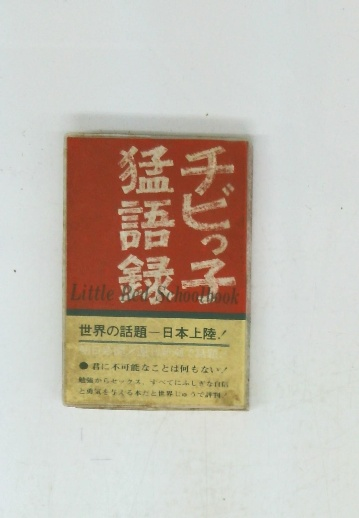 チビっ子
猛語録
Little Red Schoolbook
世界の話題―日本上陸!
●君に不可能なことは何もない!
勉強からセックス、すべてにふしぎな自信
と勇気を与える本だと世界じゅうで評判!